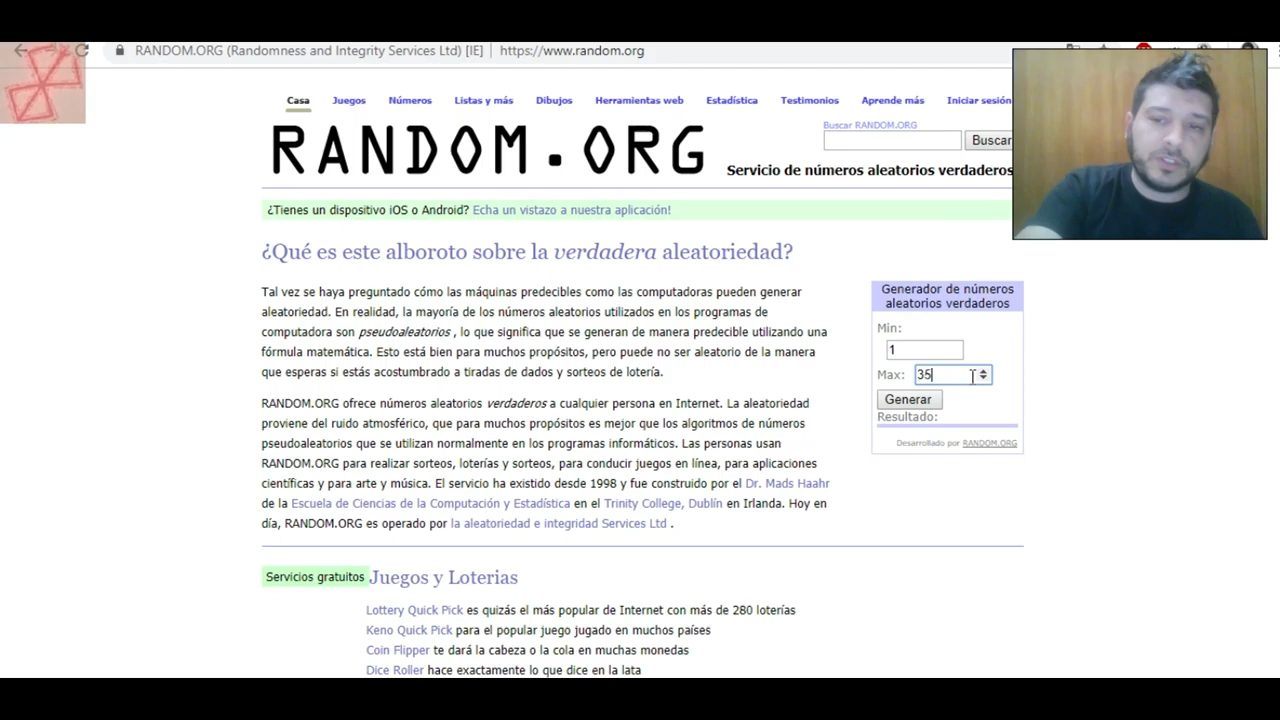 RANDOM.ORG (Randomness and Integrity Services Ltd) [IE] | https://www.random.org
Casa Juegos Números Listas y más Dibujos Herramientas web Estadística Testimonios Aprende más Iniciar sesión
Buscar RANDOM.ORG
Buscar
RANDOM.ORG
Servicio de números aleatorios verdaderos
¿Tienes un dispositivo iOS o Android? Echa un vistazo a nuestra aplicación!
¿Qué es este alboroto sobre la verdadera aleatoriedad?
Tal vez se haya preguntado cómo las máquinas predecibles como las computadoras pueden generar
aleatoriedad. En realidad, la mayoría de los números aleatorios utilizados en los programas de
computadora son pseudoaleatorios , lo que significa que se generan de manera predecible utilizando una
fórmula matemática. Esto está bien para muchos propósitos, pero puede no ser aleatorio de la manera
que esperas si estás acostumbrado a tiradas de dados y sorteos de lotería.
RANDOM.ORG ofrece números aleatorios verdaderos a cualquier persona en Internet. La aleatoriedad
proviene del ruido atmosférico, que para muchos propósitos es mejor que los algoritmos de números
pseudoaleatorios que se utilizan normalmente en los programas informáticos. Las personas usan
RANDOM.ORG para realizar sorteos, loterías y sorteos, para conducir juegos en línea, para aplicaciones
científicas y para arte y música. El servicio ha existido desde 1998 y fue construido por el Dr. Mads Haahr
de la Escuela de Ciencias de la Computación y Estadística en el Trinity College, Dublín en Irlanda. Hoy en
día, RANDOM.ORG es operado por la aleatoriedad e integridad Services Ltd .
Generador de números
aleatorios verdaderos
Min:
1
Max: 35
Generar
Resultado:
Desarrollado por RANDOM.ORG
Servicios gratuitos Juegos y Loterias
Lottery Quick Pick es quizás el más popular de Internet con más de 280 loterías
Keno Quick Pick para el popular juego jugado en muchos países
Coin Flipper te dará la cabeza o la cola en muchas monedas
Dice Roller hace exactamente lo que dice en la lata